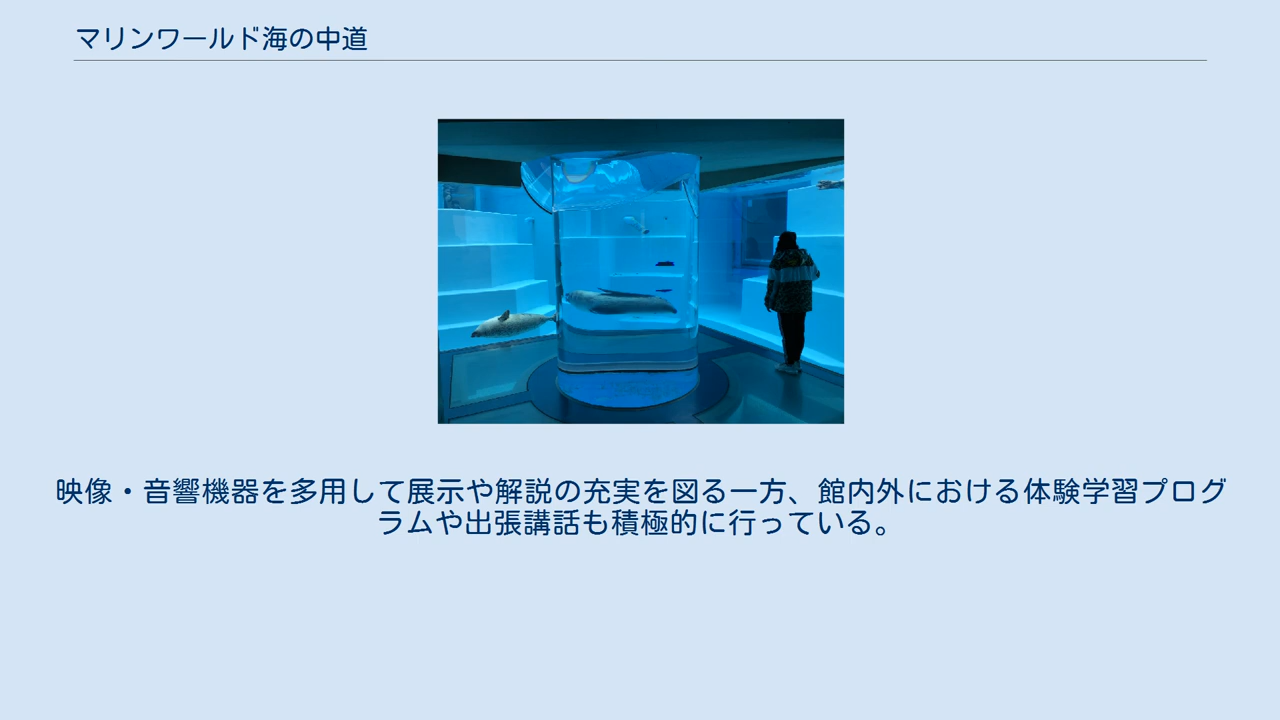 マリンワールド海の中道
映像・音響機器を多用して展示や解説の充実を図る一方、館内外における体験学習プログ
ラムや出張講話も積極的に行っている。